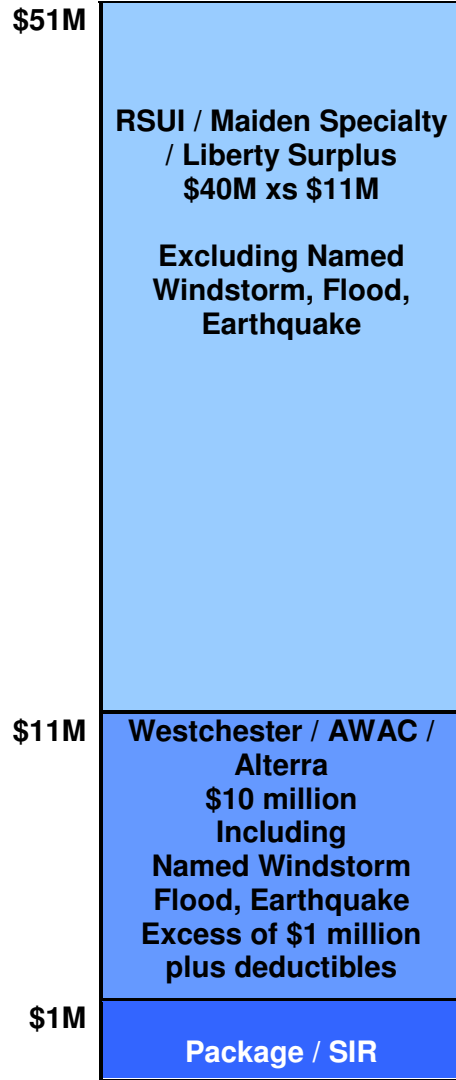 $51M
RSUI / Maiden Specialty
/ Liberty Surplus
$40M xs $11M
Excluding Named
Windstorm, Flood,
Earthquake
$11M
Westchester / AWAC /
Alterra
$10 million
Including
Named Windstorm
Flood, Earthquake
Excess of $1 million
plus deductibles
$1M
Package / SIR